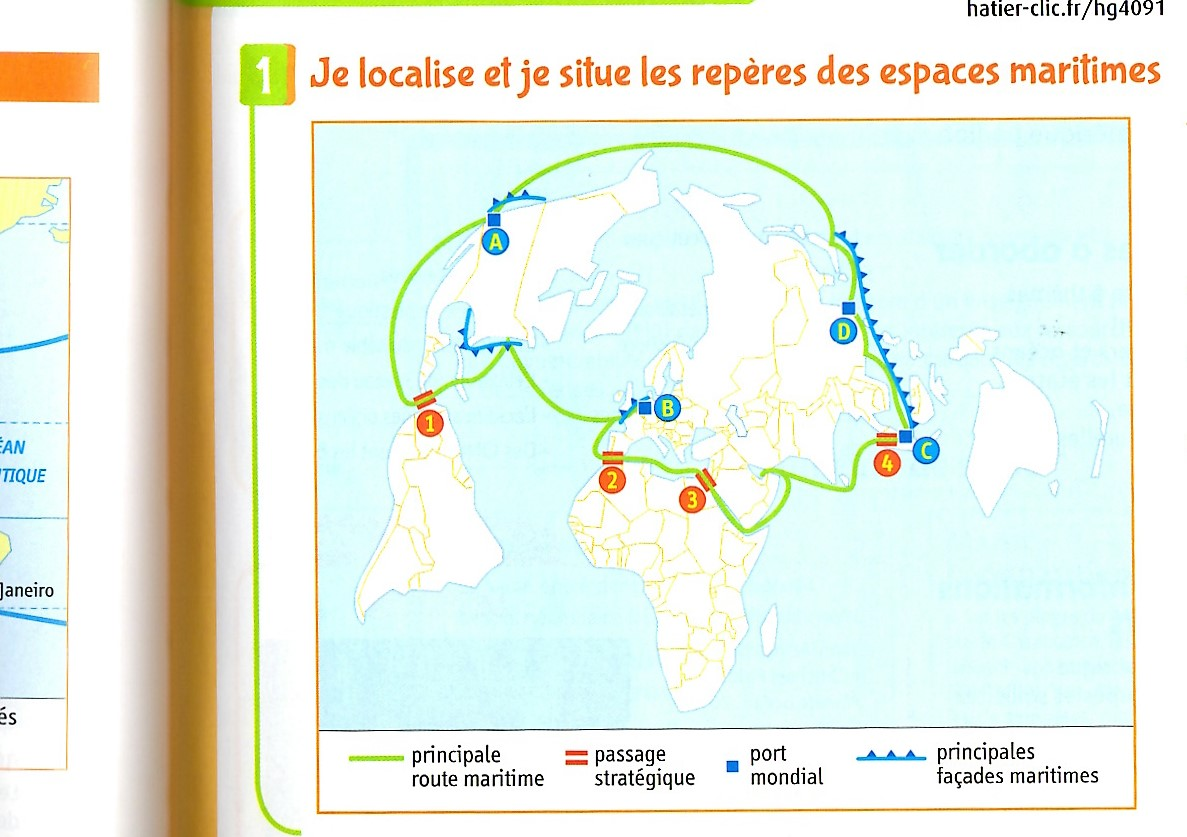 hatier-clic.fr/hg4091
1 Je localise et je situe les repères des espaces maritimes
A
B
D
C
1
2
3
4
ÉAN
TIQUE
Janeiro
és
principale
route maritime
passage
stratégique
port
mondial
principales
façades maritimes